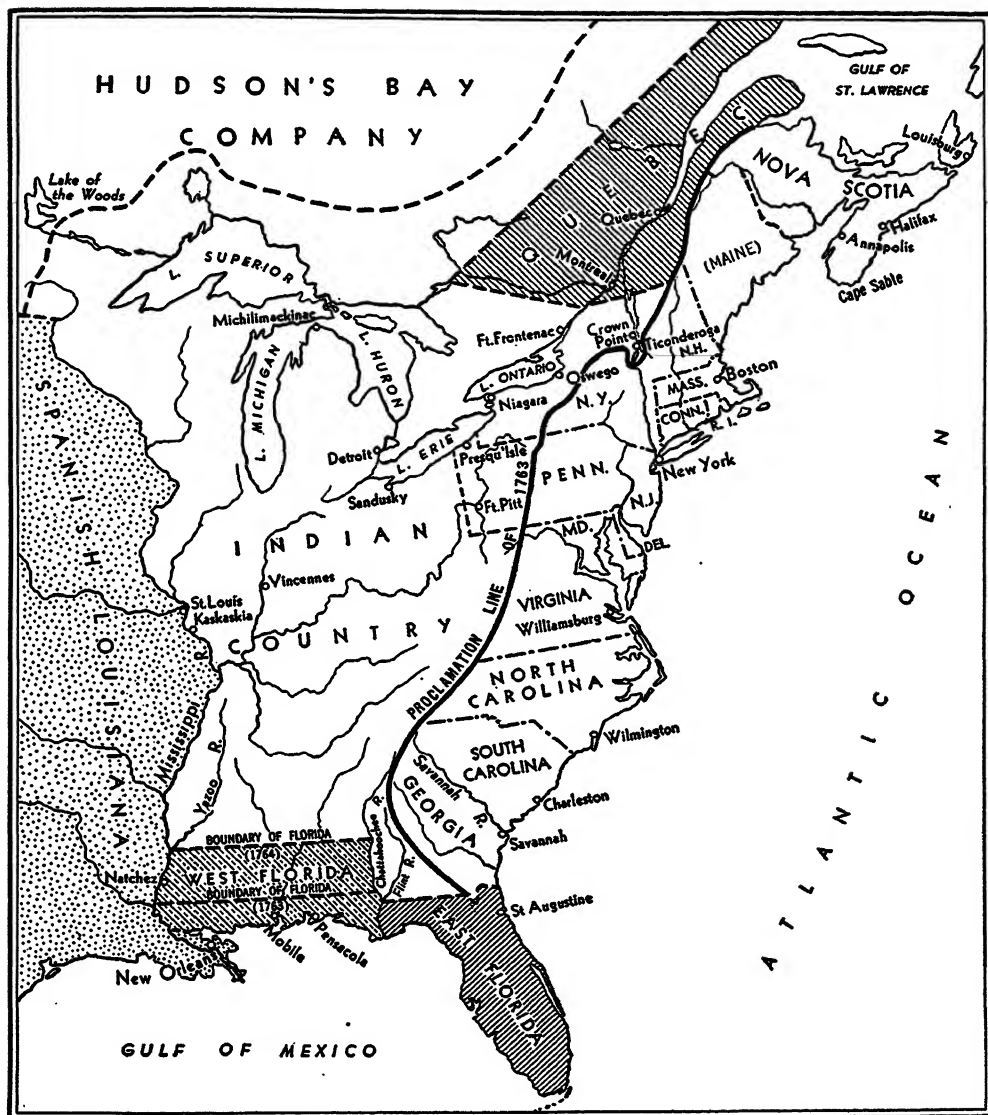 HUDSON'S BAY
COMPANY
GULF OF
ST. LAWRENCE
Lake of
the Woods
Louisburg
NOVA
SCOTIA
Halifax
Annapolis
Cape Sable
QUEBEC
Quebec
Montreal
(MAINE)
L. SUPERIOR
Michilimackinac
L. HURON
L. MICHIGAN
Ft. Frontenac
Crown
Point
Ticonderoga
N.H.
L. ONTARIO
Oswego
Niagara
N.Y.
MASS.
Boston
CONN.
R. I.
New York
Detroit
L. ERIE
Presqu'Isle
Sandusky
PENN.
Ft. Pitt
N.J.
MD.
DEL
SPANISH LOUISIANA
INDIAN
COUNTRY
Vincennes
St. Louis
Kaskaskia
VIRGINIA
Williamsburg
PROCLAMATION LINE OF 1763
NORTH
CAROLINA
Wilmington
SOUTH
CAROLINA
Charleston
Mississippi R.
Yazoo R.
Savannah R.
GEORGIA
Savannah
Chattahoochee R.
Flint R.
BOUNDARY OF FLORIDA
(1764)
Natchez
WEST FLORIDA
BOUNDARY OF FLORIDA
(1763)
Mobile
Pensacola
EAST FLORIDA
St Augustine
New Orleans
GULF OF MEXICO
ATLANTIC OCEAN